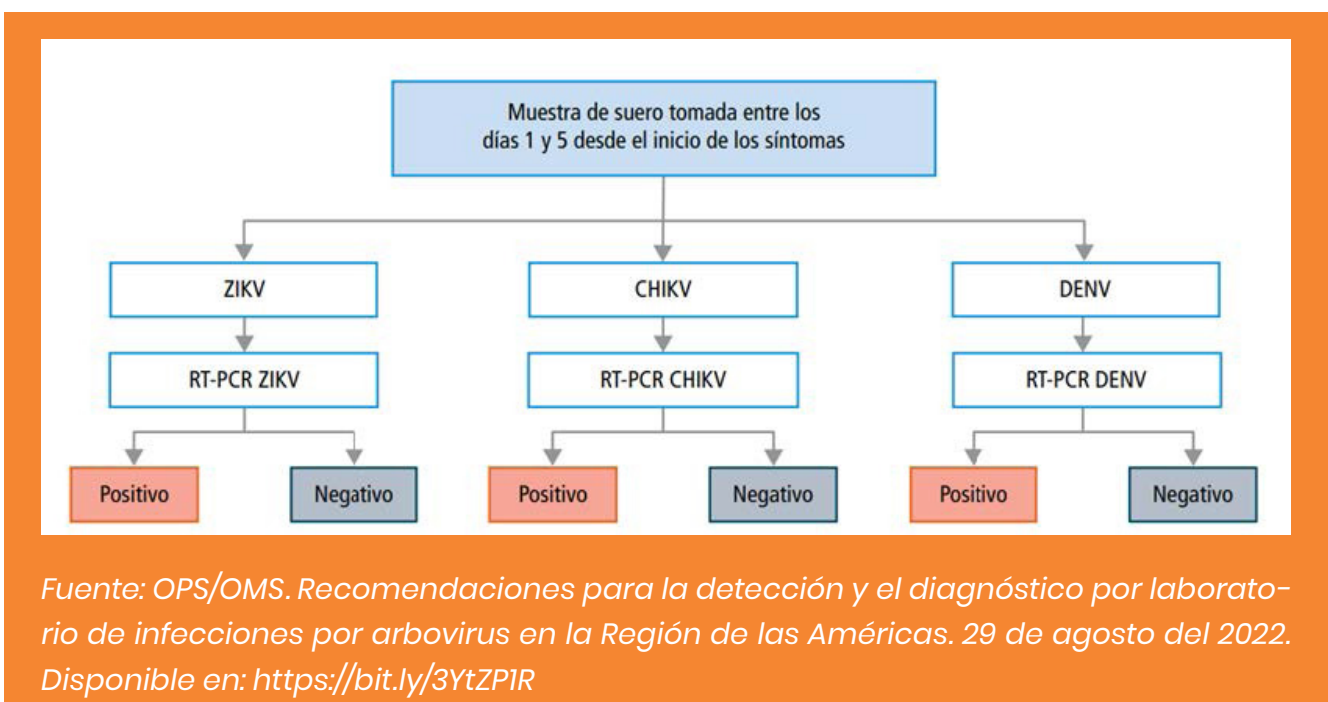 Muestra de suero tomada entre los
días 1 y 5 desde el inicio de los síntomas
ZIKV
CHIKV
DENV
RT-PCR ZIKV
RT-PCR CHIKV
RT-PCR DENV
Positivo
Negativo
Positivo
Negativo
Positivo
Negativo
Fuente: OPS/OMS. Recomendaciones para la detección y el diagnóstico por laborato-
rio de infecciones por arbovirus en la Región de las Américas. 29 de agosto del 2022.
Disponible en: https://bit.ly/3YtZP1R